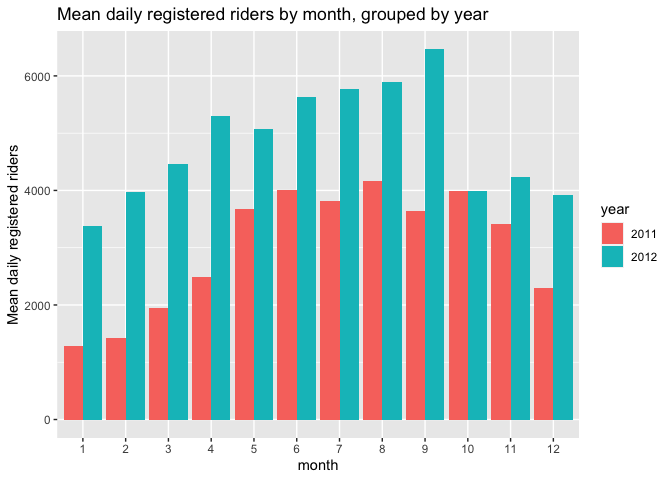 Mean daily registered riders by month, grouped by year
Mean daily registered riders
6000
4000
2000
0
1 2 3 4 5 6 7 8 9 10 11 12
month
year
2011
2012